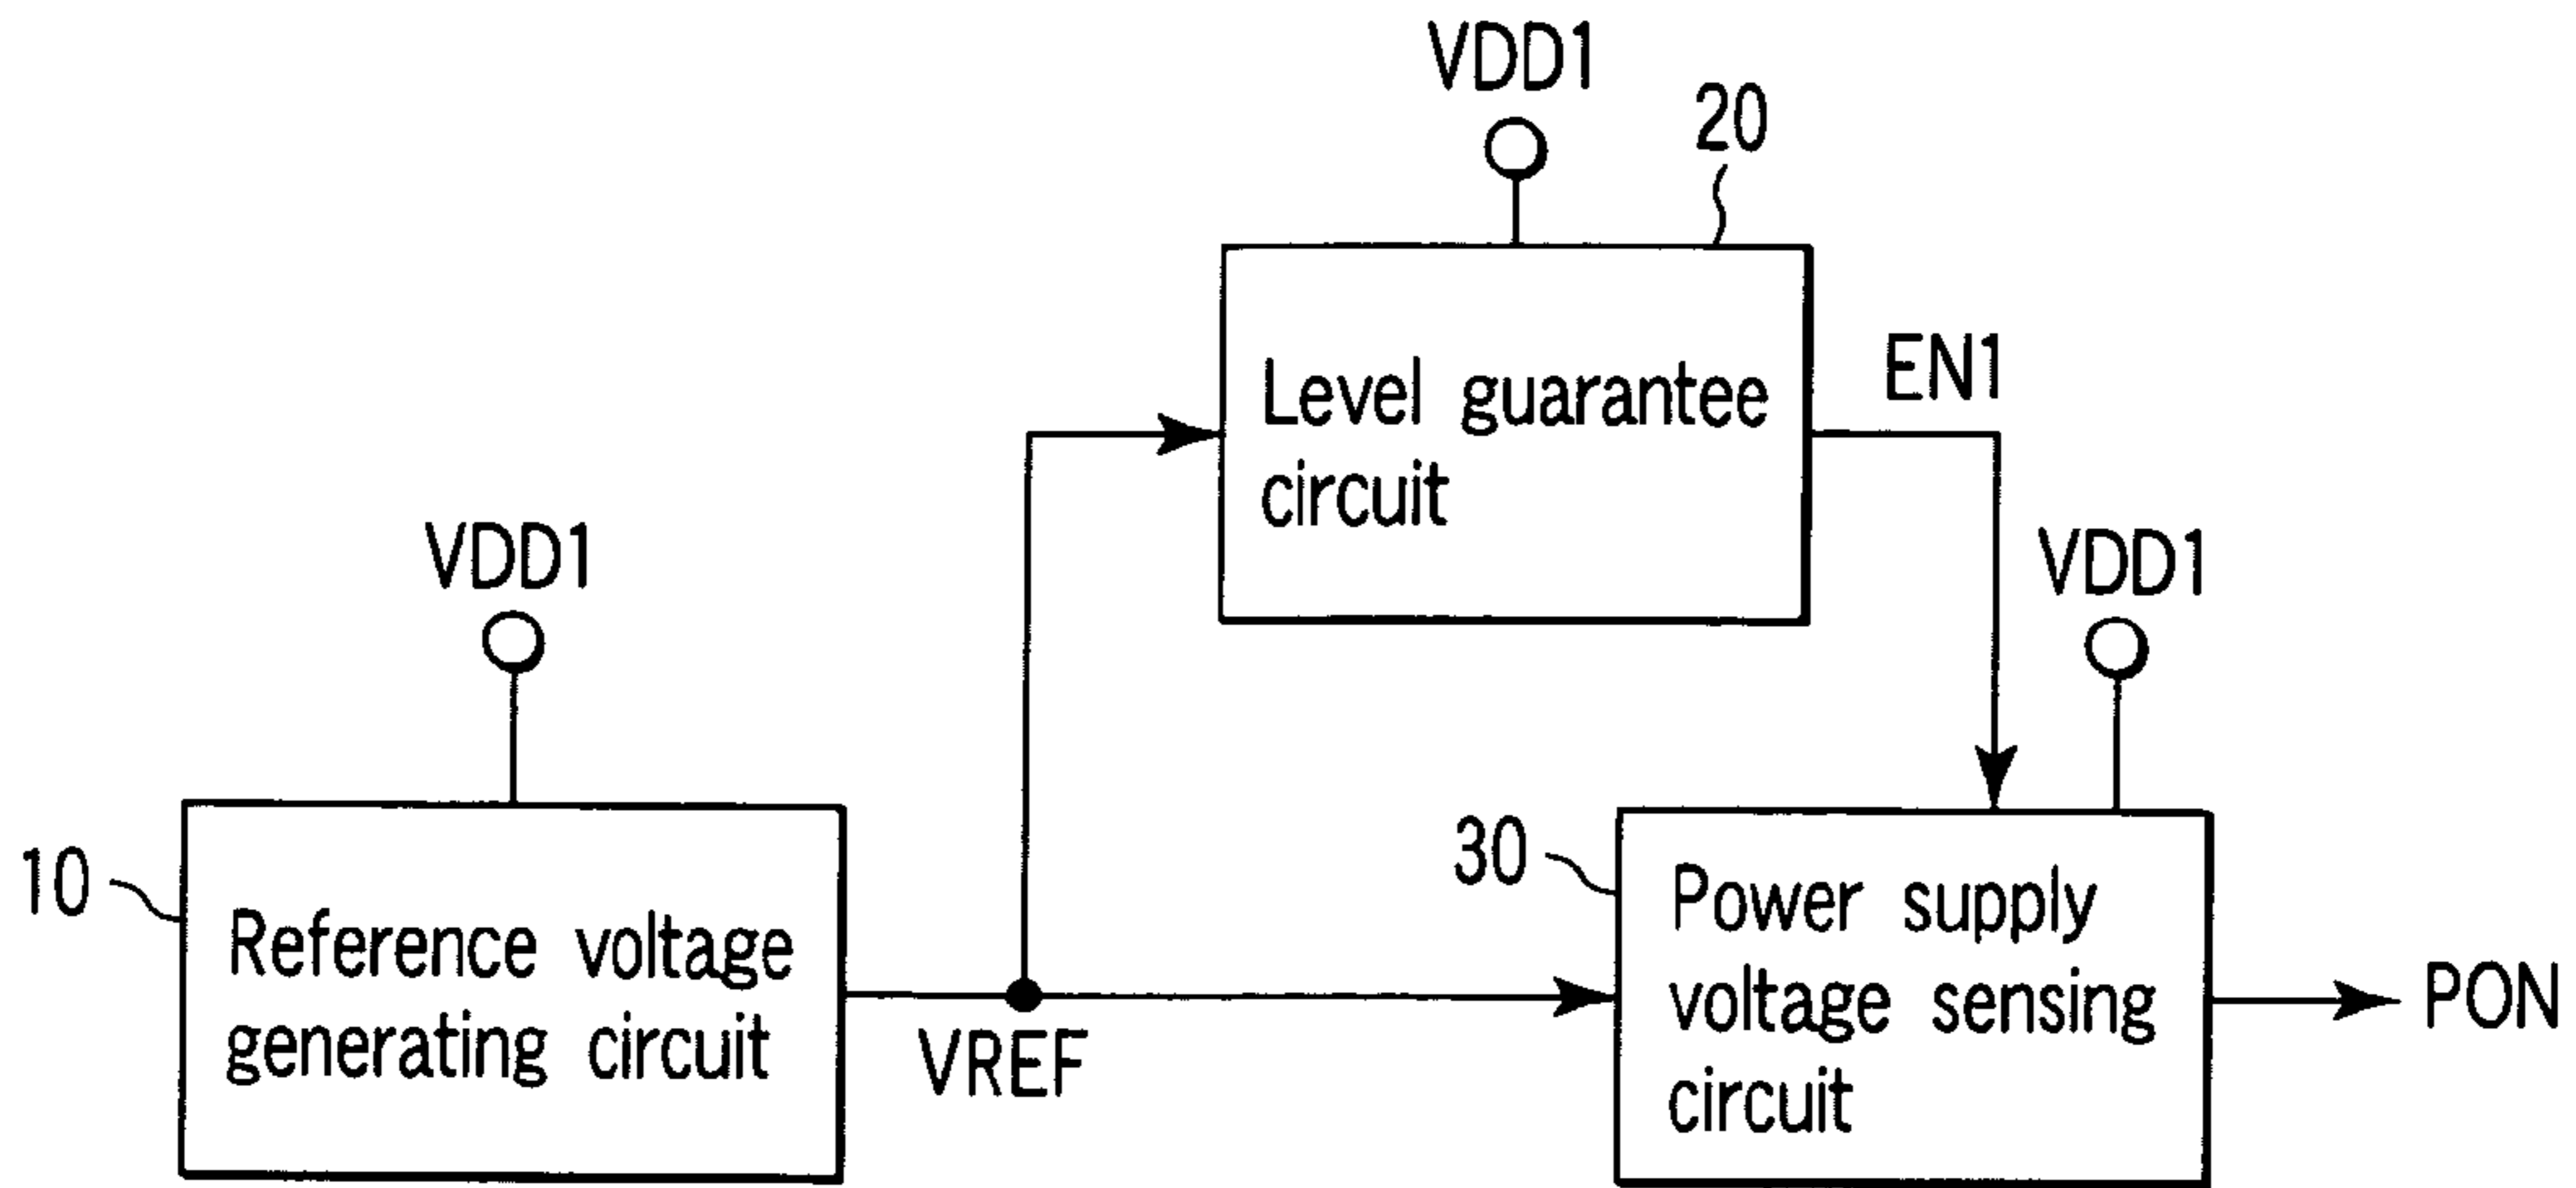 VDD1
20
Level guarantee
circuit
EN1
VDD1
VDD1
10
Reference voltage
generating circuit
VREF
30
Power supply
voltage sensing
circuit
PON